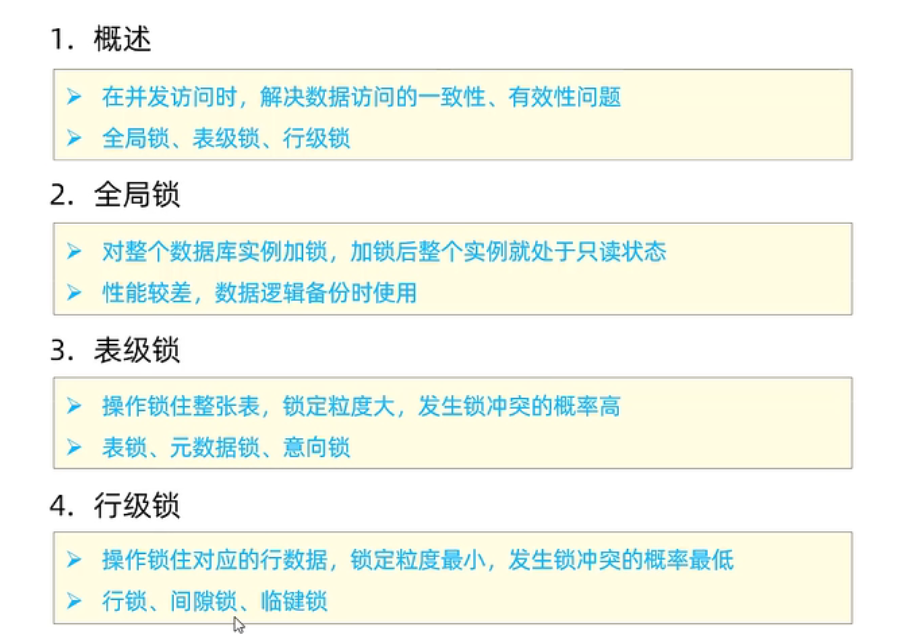 1. 概述
➢ 在并发访问时，解决数据访问的一致性、有效性问题
➢ 全局锁、表级锁、行级锁
2. 全局锁
➢ 对整个数据库实例加锁，加锁后整个实例就处于只读状态
➢ 性能较差，数据逻辑备份时使用
3. 表级锁
➢ 操作锁住整张表，锁定粒度大，发生锁冲突的概率高
➢ 表锁、元数据锁、意向锁
4. 行级锁
➢ 操作锁住对应的行数据，锁定粒度最小，发生锁冲突的概率最低
➢ 行锁、间隙锁、临键锁